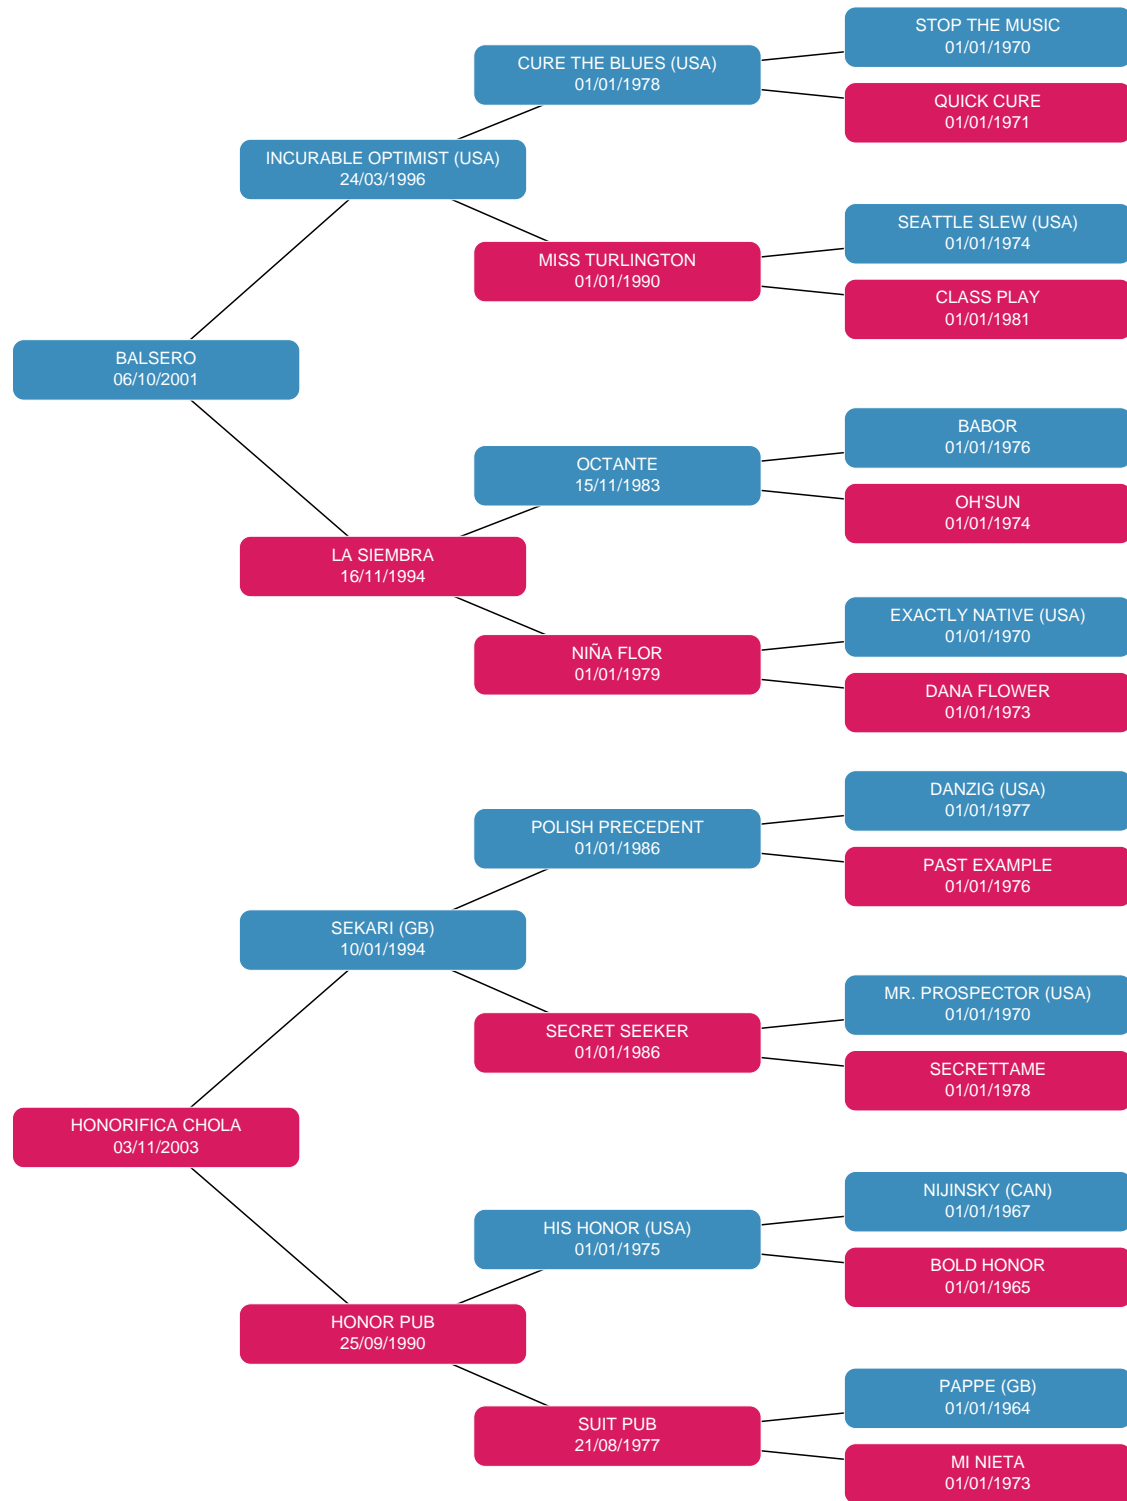 STOP THE MUSIC
01/01/1970
CURE THE BLUES (USA)
01/01/1978
QUICK CURE
01/01/1971
INCURABLE OPTIMIST (USA)
24/03/1996
SEATTLE SLEW (USA)
01/01/1974
MISS TURLINGTON
01/01/1990
CLASS PLAY
01/01/1981
BALSERO
06/10/2001
BABOR
01/01/1976
OCTANTE
15/11/1983
OH'SUN
01/01/1974
LA SIEMBRA
16/11/1994
EXACTLY NATIVE (USA)
01/01/1970
NIÑA FLOR
01/01/1979
DANA FLOWER
01/01/1973
DANZIG (USA)
01/01/1977
POLISH PRECEDENT
01/01/1986
PAST EXAMPLE
01/01/1976
SEKARI (GB)
10/01/1994
MR. PROSPECTOR (USA)
01/01/1970
SECRET SEEKER
01/01/1986
SECRETTAME
01/01/1978
HONORIFICA CHOLA
03/11/2003
NIJINSKY (CAN)
01/01/1967
HIS HONOR (USA)
01/01/1975
BOLD HONOR
01/01/1965
HONOR PUB
25/09/1990
PAPPE (GB)
01/01/1964
SUIT PUB
21/08/1977
MI NIETA
01/01/1973